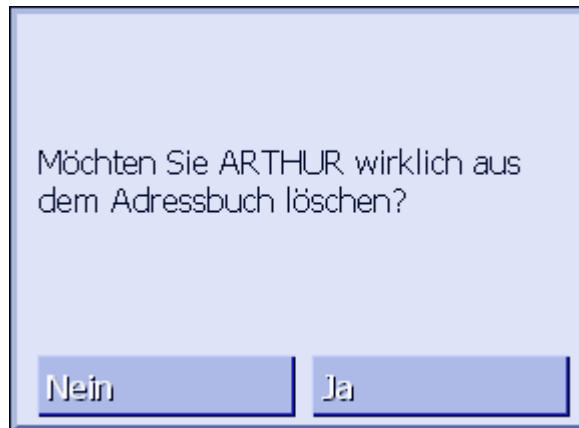 Möchten Sie ARTHUR wirklich aus
dem Adressbuch löschen?
Nein
Ja